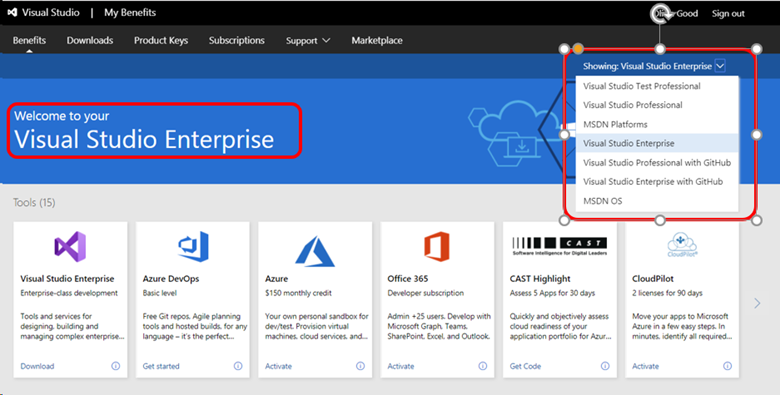 Visual Studio | My Benefits
Good Sign out
Benefits Downloads Product Keys Subscriptions Support Marketplace
Showing: Visual Studio Enterprise
Visual Studio Test Professional
Visual Studio Professional
MSDN Platforms
Visual Studio Enterprise
Visual Studio Professional with GitHub
Visual Studio Enterprise with GitHub
MSDN OS
Welcome to your
Visual Studio Enterprise
Tools (15)
Visual Studio Enterprise
Enterprise-class development
Tools and services for
designing, building and
managing complex enterprise...
Download
Azure DevOps
Basic level
Free Git repos, Agile planning
tools and hosted builds, for any
language – it's the perfect...
Get started
Azure
$150 monthly credit
Your own personal sandbox for
dev/test. Provision virtual
machines, cloud services, and...
Activate
Office 365
Developer subscription
Admin +25 users. Develop with
Microsoft Graph, Teams,
SharePoint, Excel, and Outlook.
Activate
CAST
Software Intelligence for Digital Leaders
CAST Highlight
Assess 5 Apps for 30 days
Quickly and objectively assess
cloud readiness of your
application portfolio for Azur...
Get Code
CloudPilot
CloudPilot
2 licenses for 90 days
Move your apps to Microsoft
Azure in a few easy steps. In
minutes, identify all required...
Activate